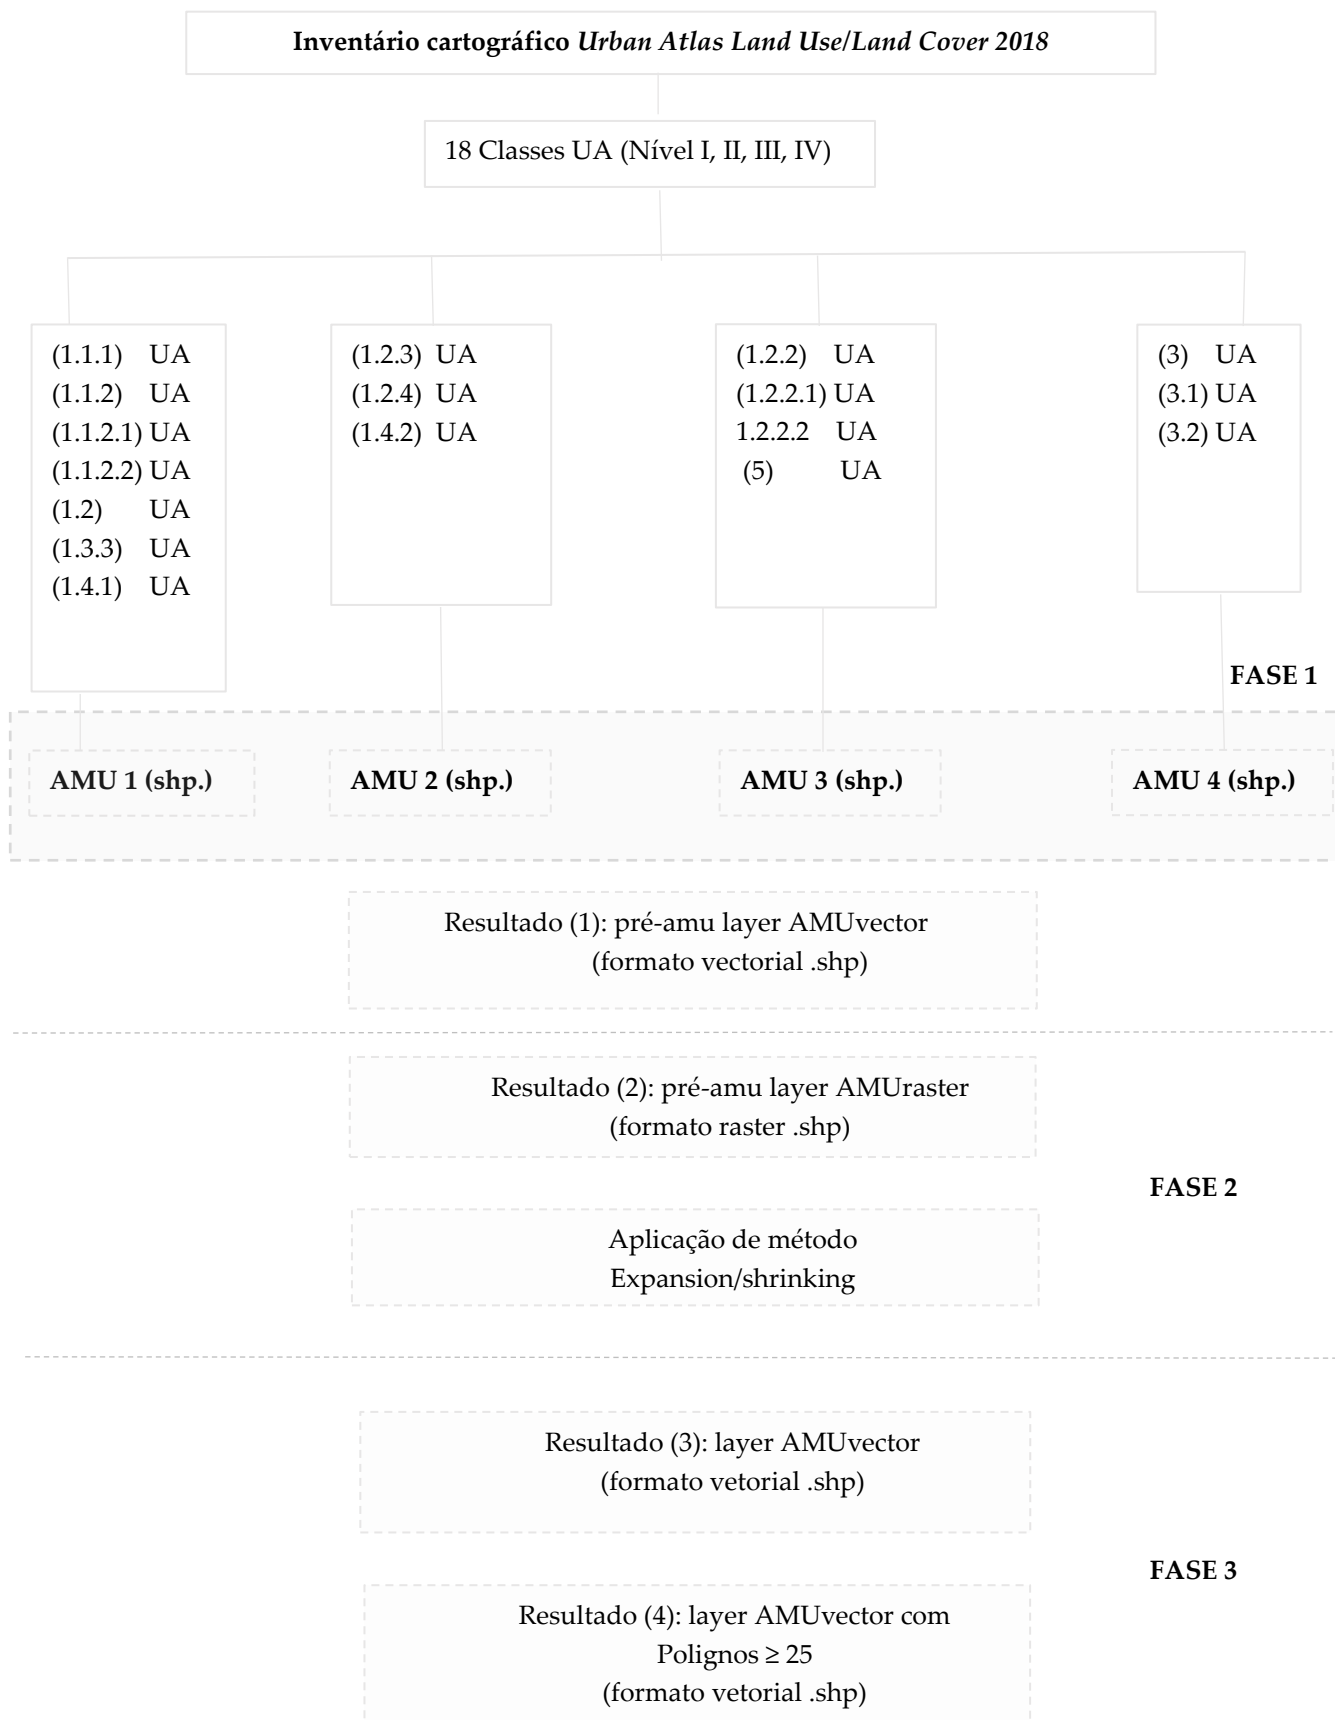 Inventário cartográfico Urban Atlas Land Use/Land Cover 2018
18 Classes UA (Nível I, II, III, IV)
(1.1.1) UA
(1.1.2) UA
(1.1.2.1) UA
(1.1.2.2) UA
(1.2) UA
(1.3.3) UA
(1.4.1) UA
(1.2.3) UA
(1.2.4) UA
(1.4.2) UA
(1.2.2) UA
(1.2.2.1) UA
1.2.2.2 UA
(5) UA
(3) UA
(3.1) UA
(3.2) UA
FASE 1
AMU 1 (shp.)
AMU 2 (shp.)
AMU 3 (shp.)
AMU 4 (shp.)
Resultado (1): pré-amu layer AMUvector
(formato vectorial .shp)
Resultado (2): pré-amu layer AMUraster
(formato raster .shp)
FASE 2
Aplicação de método
Expansion/shrinking
Resultado (3): layer AMUvector
(formato vetorial .shp)
FASE 3
Resultado (4): layer AMUvector com
Polignos ≥ 25
(formato vetorial .shp)